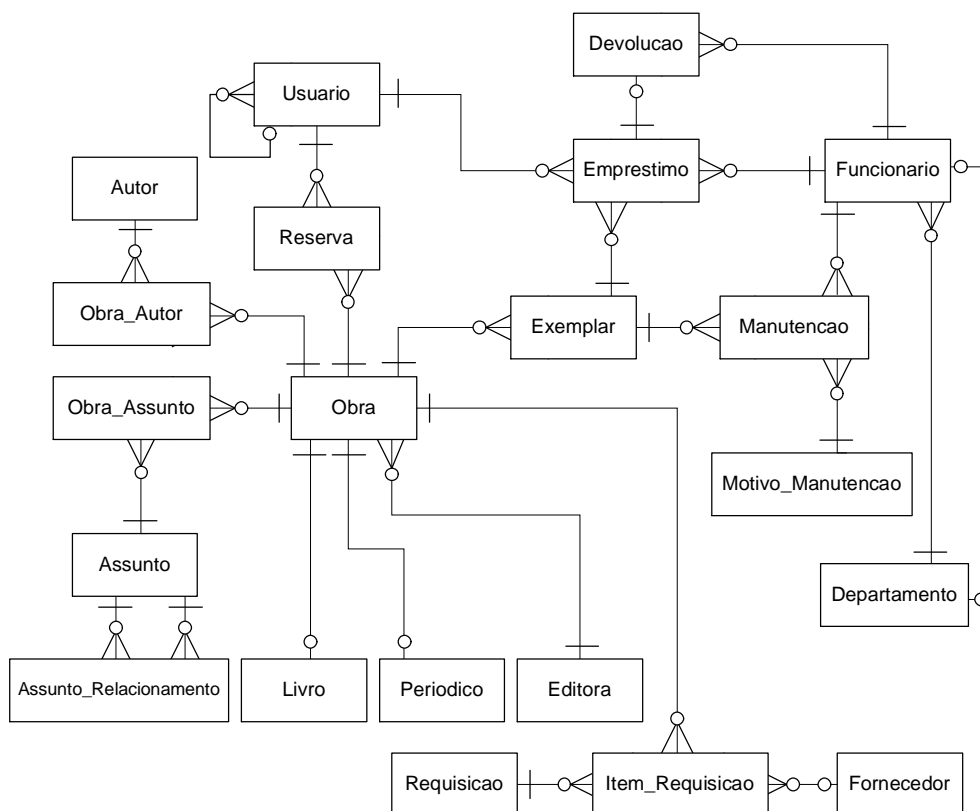 Devolucao
Usuario
Emprestimo
Funcionario
Autor
Reserva
Obra_Autor
Exemplar
Manutencao
Obra_Assunto
Obra
Motivo_Manutencao
Assunto
Departamento
Assunto_Relacionamento
Livro
Periodico
Editora
Requisicao
Item_Requisicao
Fornecedor